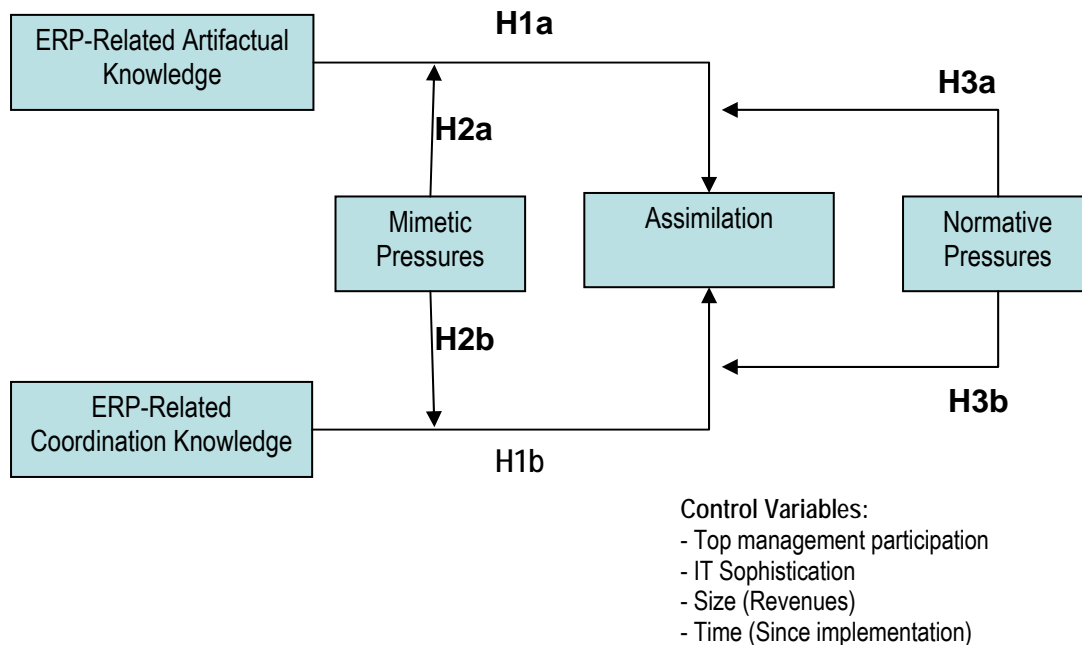 H1a
ERP-Related Artifactual
Knowledge
H3a
H2a
Mimetic
Pressures
Assimilation
Normative
Pressures
H2b
ERP-Related
Coordination Knowledge
H3b
H1b
Control Variables:
- Top management participation
- IT Sophistication
- Size (Revenues)
- Time (Since implementation)